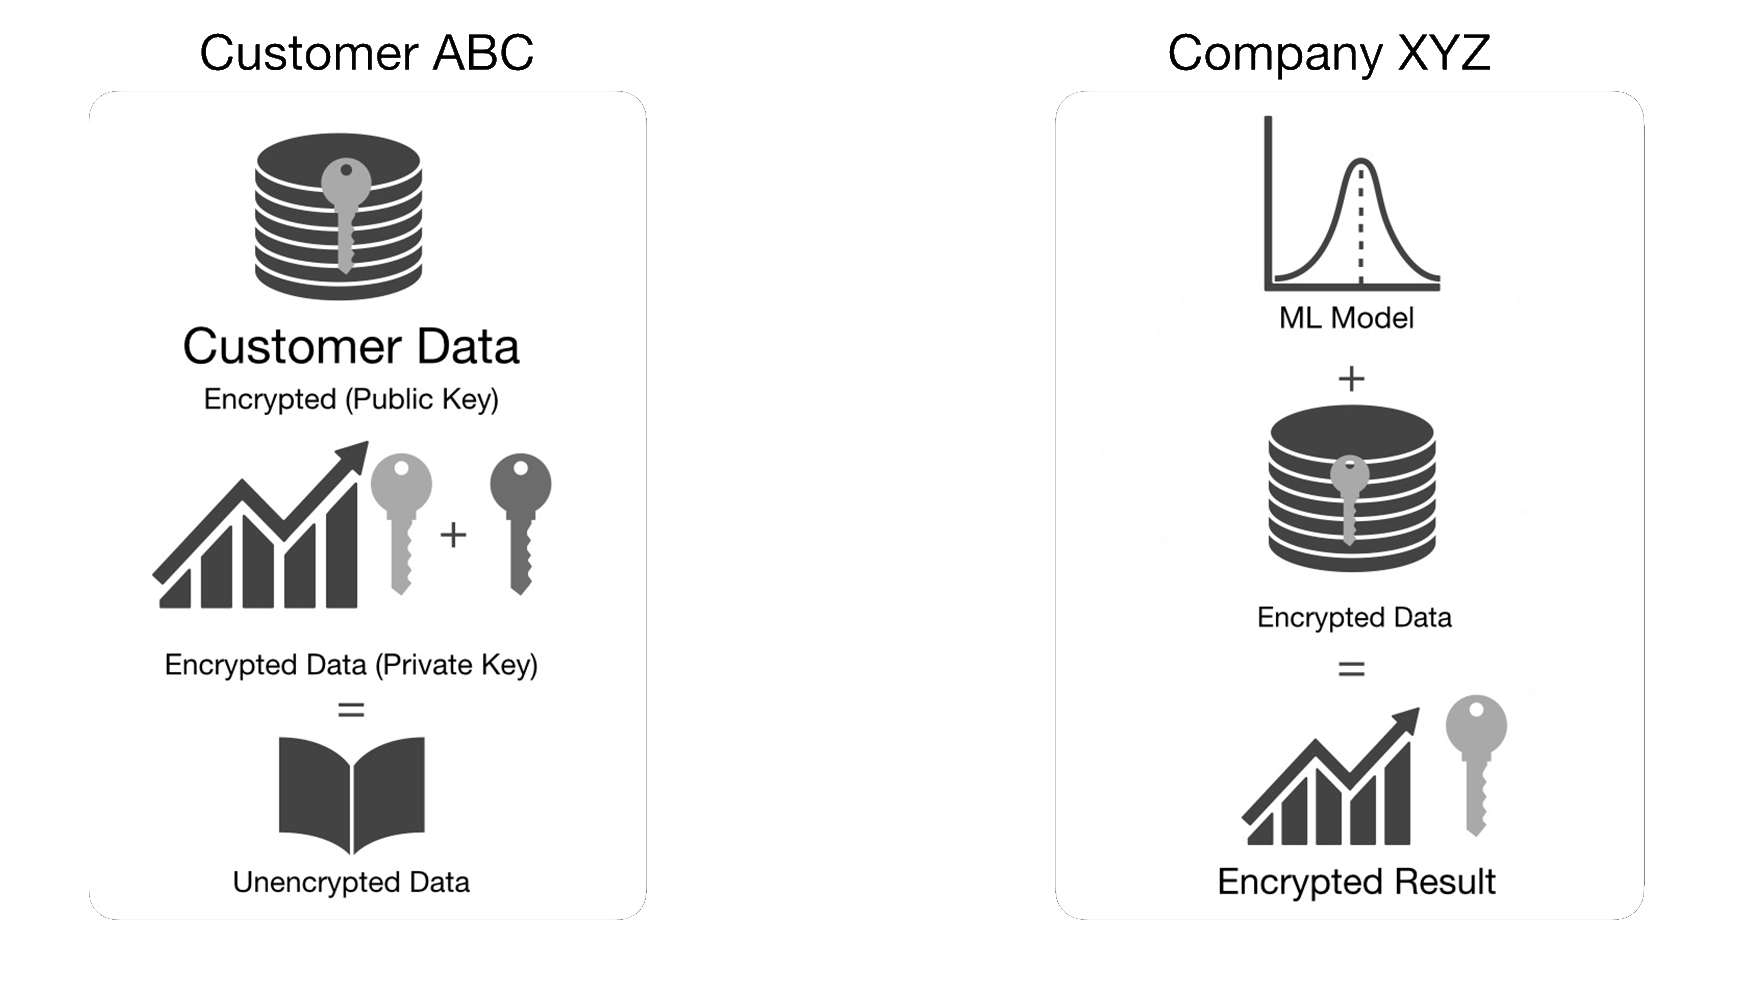 Customer ABC
Customer Data
Encrypted (Public Key)
+
Encrypted Data (Private Key)
=
Unencrypted Data
Company XYZ
ML Model
+
Encrypted Data
=
Encrypted Result